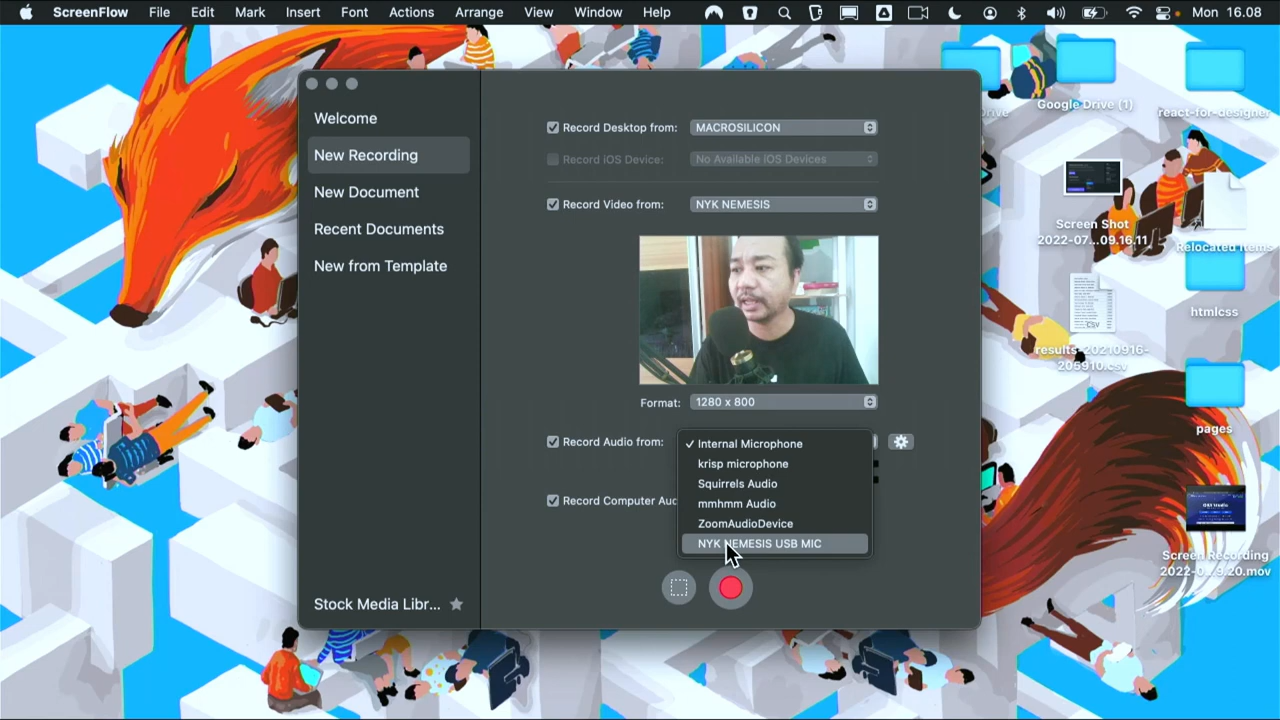 ScreenFlow File Edit Mark Insert Font Actions Arrange View Window Help Mon 16.08
Welcome
New Recording
New Document
Recent Documents
New from Template
Stock Media Libr...
Record Desktop from: MACROSILICON
Record iOS Device: No Available iOS Devices
Record Video from: NYK NEMESIS
Format: 1280 x 800
Record Audio from:
✓ Internal Microphone
krisp microphone
Squirrels Audio
mmhmm Audio
ZoomAudioDevice
NYK NEMESIS USB MIC
Record Computer Aud
Drive
Google Drive (1)
react-for-designer
Screen Shot
2022-07...09.16.11
Relocated Items
CSV
results-20210916-
205910.csv
htmlcss
pages
Screen Recording
2022-0...9.20.mov